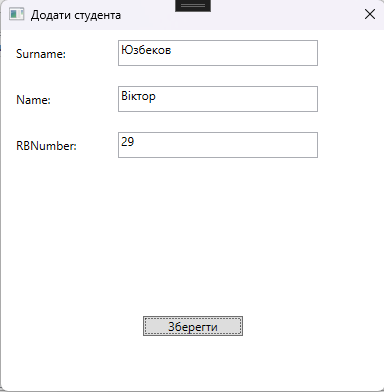 Додати студента
Surname: Юзбеков
Name: Віктор
RBNumber: 29
Зберегти